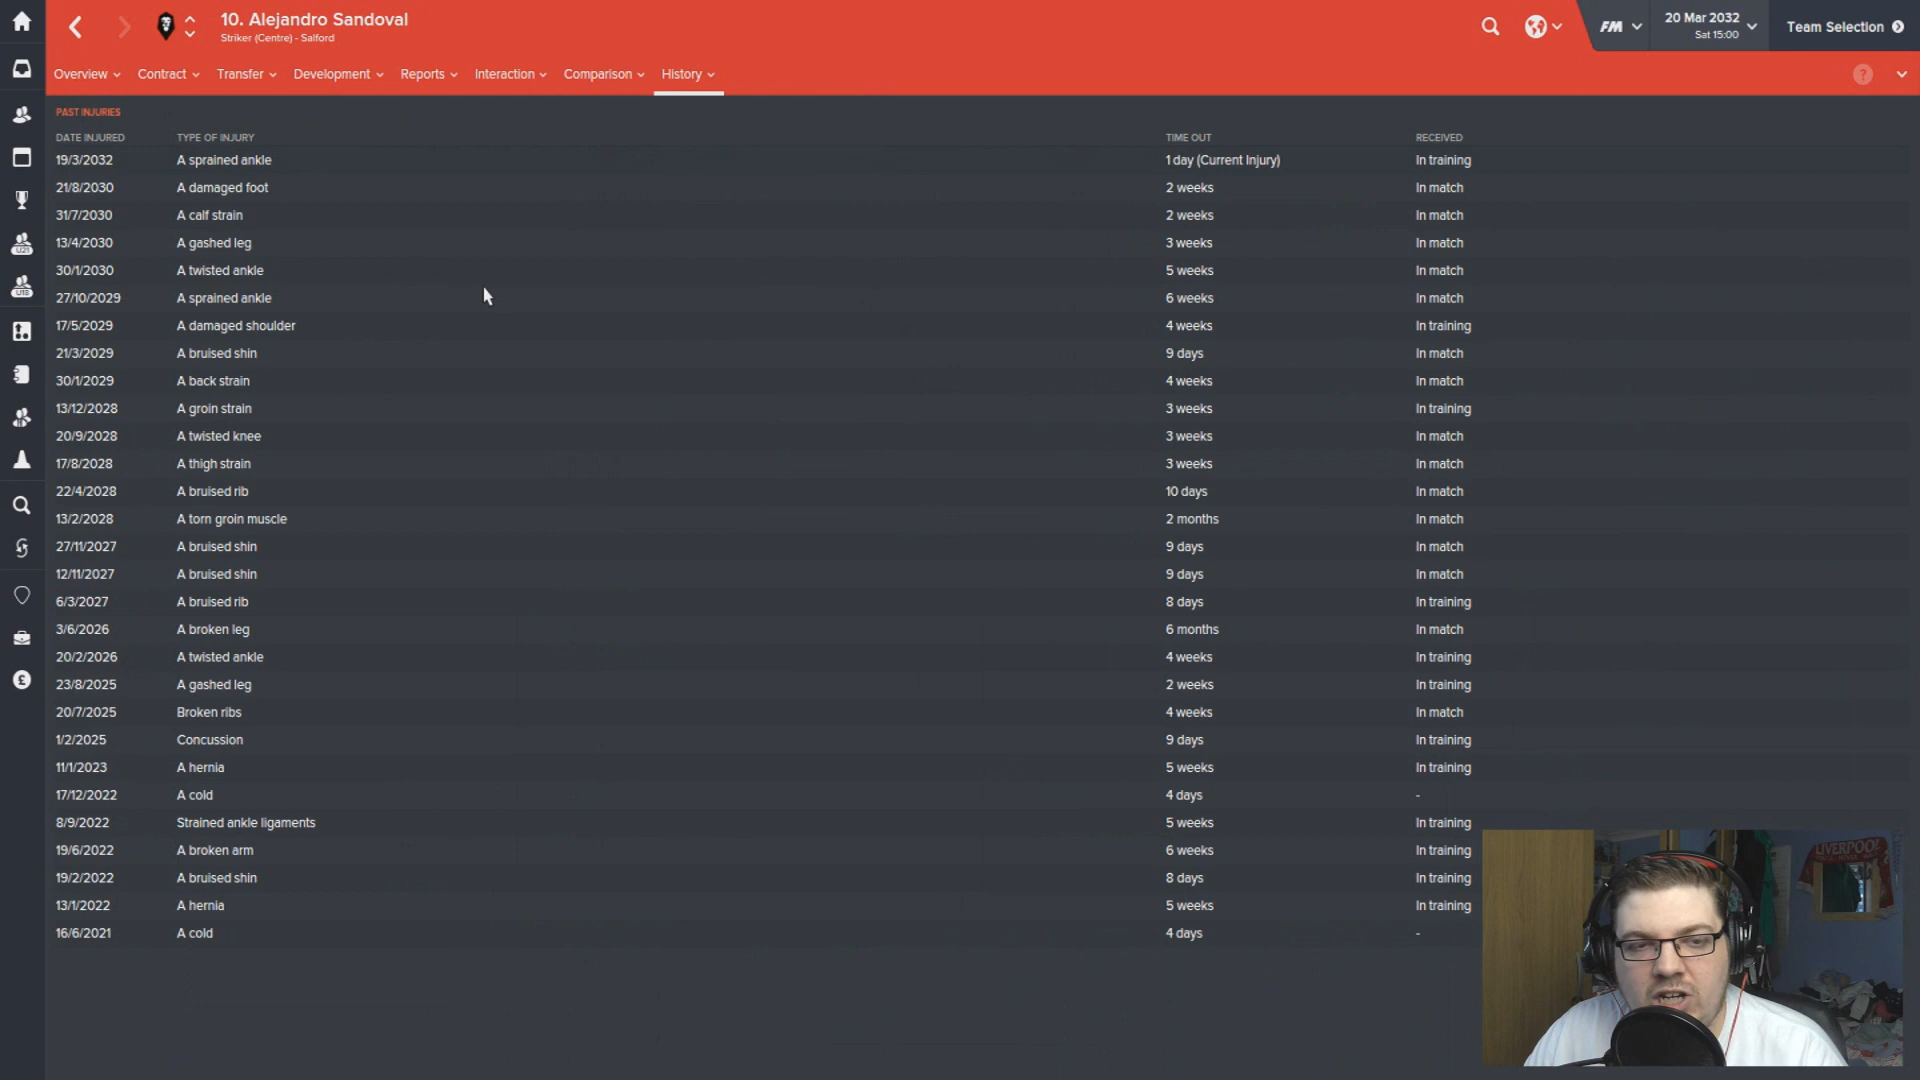 10. Alejandro Sandoval
Striker (Centre) - Salford
FM
20 Mar 2032
Sat 15:00
Team Selection
Overview Contract Transfer Development Reports Interaction Comparison History
?
PAST INJURIES
DATE INJURED TYPE OF INJURY TIME OUT RECEIVED
19/3/2032 A sprained ankle 1 day (Current Injury) In training
21/8/2030 A damaged foot 2 weeks In match
31/7/2030 A calf strain 2 weeks In match
13/4/2030 A gashed leg 3 weeks In match
30/1/2030 A twisted ankle 5 weeks In match
27/10/2029 A sprained ankle 6 weeks In match
17/5/2029 A damaged shoulder 4 weeks In training
21/3/2029 A bruised shin 9 days In match
30/1/2029 A back strain 4 weeks In match
13/12/2028 A groin strain 3 weeks In training
20/9/2028 A twisted knee 3 weeks In match
17/8/2028 A thigh strain 3 weeks In match
22/4/2028 A bruised rib 10 days In match
13/2/2028 A torn groin muscle 2 months In match
27/11/2027 A bruised shin 9 days In match
12/11/2027 A bruised shin 9 days In match
6/3/2027 A bruised rib 8 days In training
3/6/2026 A broken leg 6 months In match
20/2/2026 A twisted ankle 4 weeks In training
23/8/2025 A gashed leg 2 weeks In training
20/7/2025 Broken ribs 4 weeks In match
1/2/2025 Concussion 9 days In training
11/1/2023 A hernia 5 weeks In training
17/12/2022 A cold 4 days -
8/9/2022 Strained ankle ligaments 5 weeks In training
19/6/2022 A broken arm 6 weeks In training
19/2/2022 A bruised shin 8 days In training
13/1/2022 A hernia 5 weeks In training
16/6/2021 A cold 4 days -
U21
U18
£
LIVERPOOL